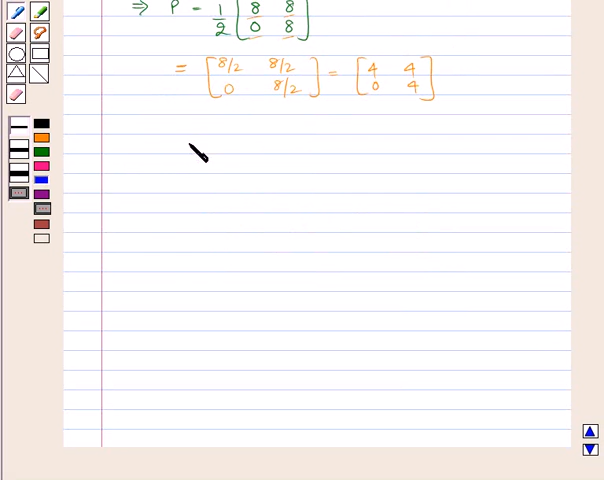 ⇒ P = 1/2 [8 8; 0 8]
= [8/2 8/2; 0 8/2] = [4 4; 0 4]